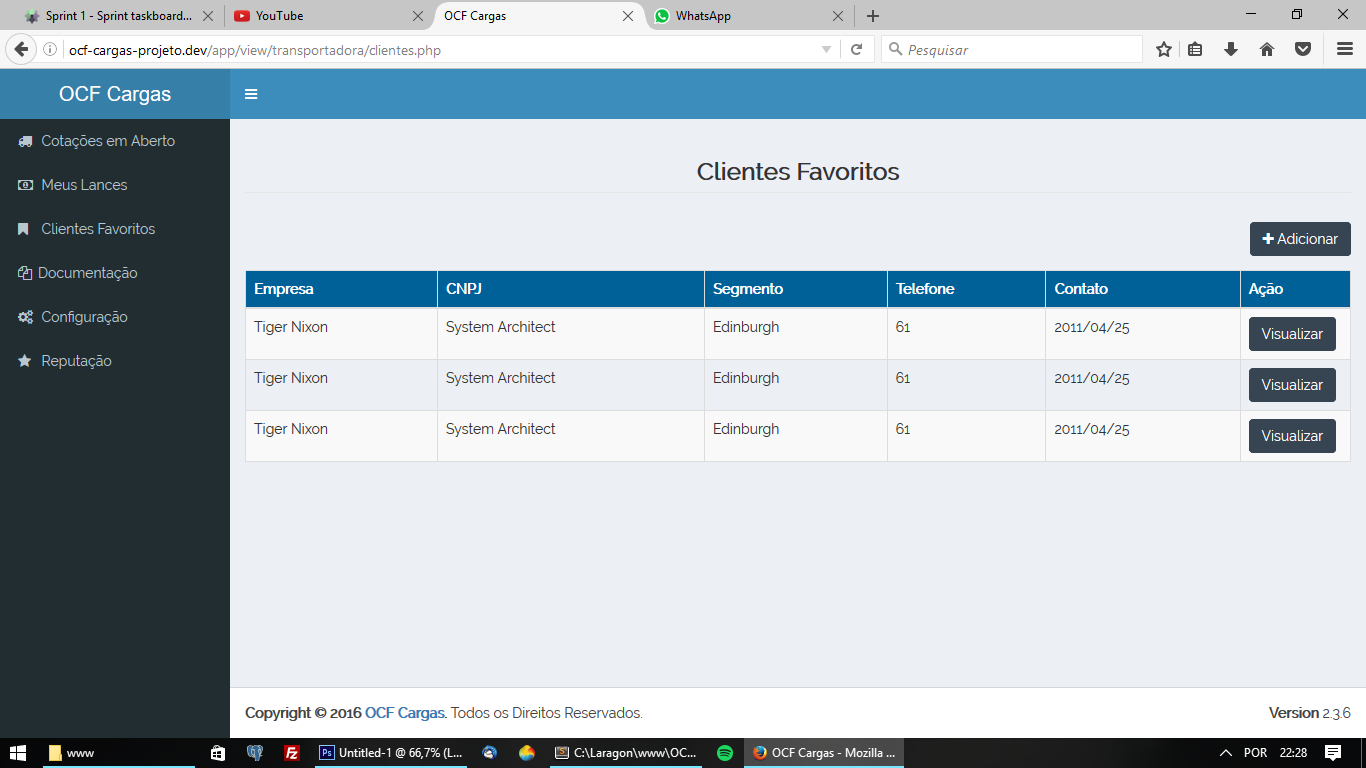 Sprint 1 - Sprint taskboard...
YouTube
OCF Cargas
WhatsApp
ocf-cargas-projeto.dev/app/view/transportadora/clientes.php
Pesquisar
OCF Cargas
Cotações em Aberto
Meus Lances
Clientes Favoritos
Documentação
Configuração
Reputação
Clientes Favoritos
Adicionar
Empresa CNPJ Segmento Telefone Contato Ação
Tiger Nixon System Architect Edinburgh 61 2011/04/25 Visualizar
Tiger Nixon System Architect Edinburgh 61 2011/04/25 Visualizar
Tiger Nixon System Architect Edinburgh 61 2011/04/25 Visualizar
Copyright © 2016 OCF Cargas. Todos os Direitos Reservados.
Version 2.3.6
www
Ps
Fz
Untitled-1 @ 66,7% (L...
C:\Laragon\www\OC...
OCF Cargas - Mozilla ...
POR
22:28